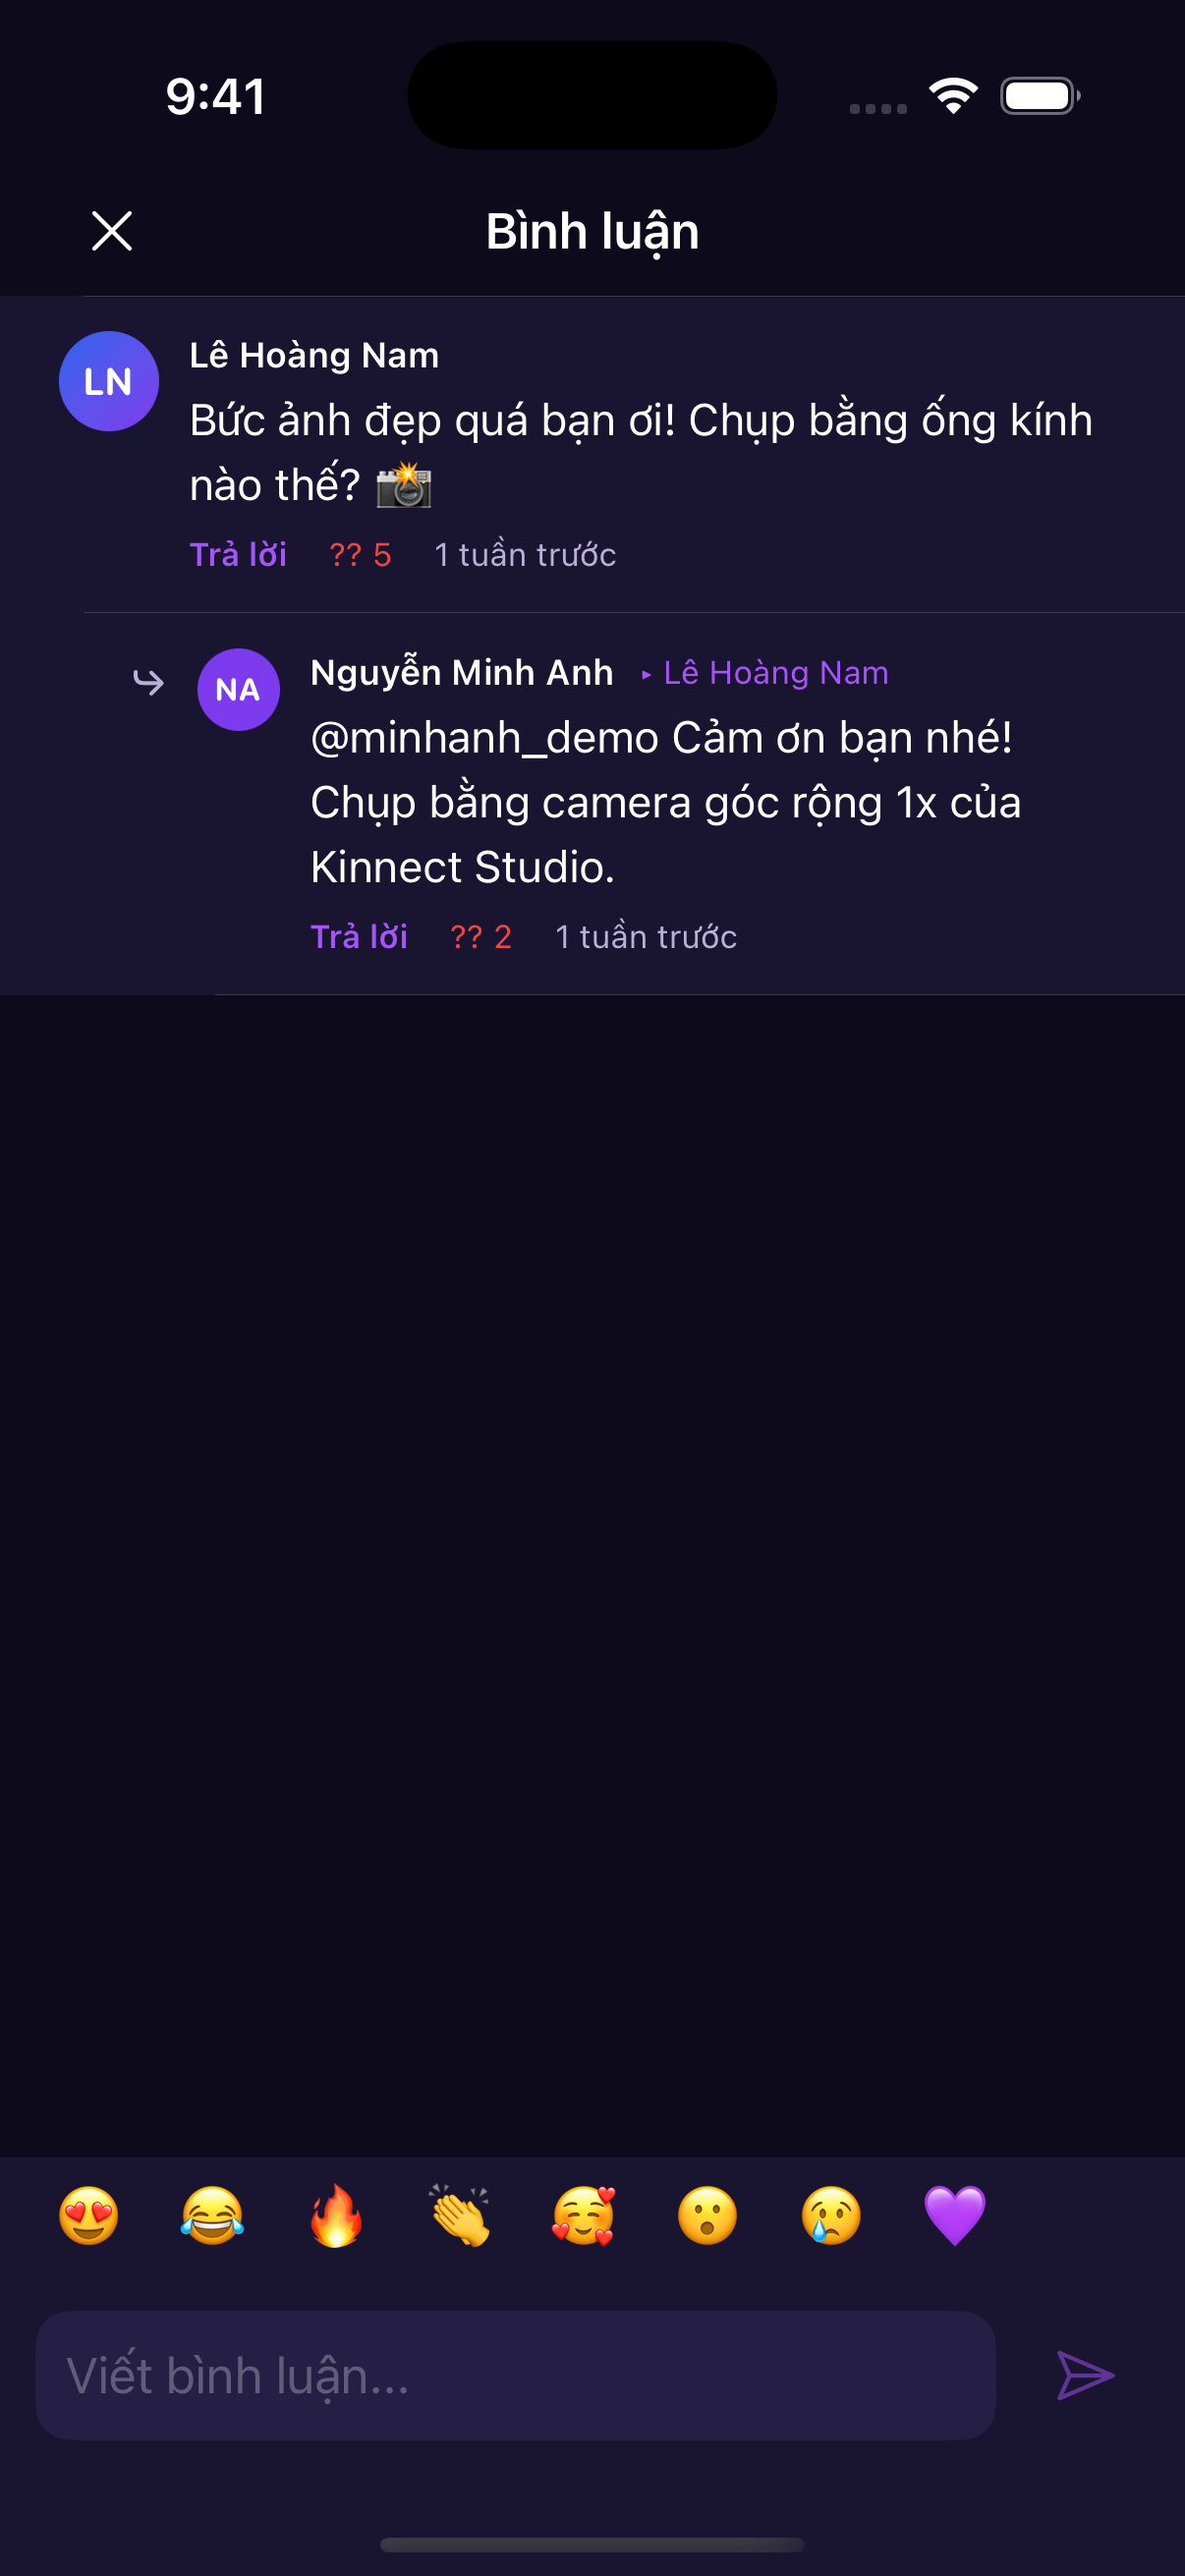 9:41
Bình luận
LN
Lê Hoàng Nam
Bức ảnh đẹp quá bạn ơi! Chụp bằng ống kính
nào thế? 📸
Trả lời ?? 5 1 tuần trước
NA
Nguyễn Minh Anh ▸ Lê Hoàng Nam
@minhanh_demo Cảm ơn bạn nhé!
Chụp bằng camera góc rộng 1x của
Kinnect Studio.
Trả lời ?? 2 1 tuần trước
😍 😂 🔥 👏 🥰 😮 😢 💜
Viết bình luận...